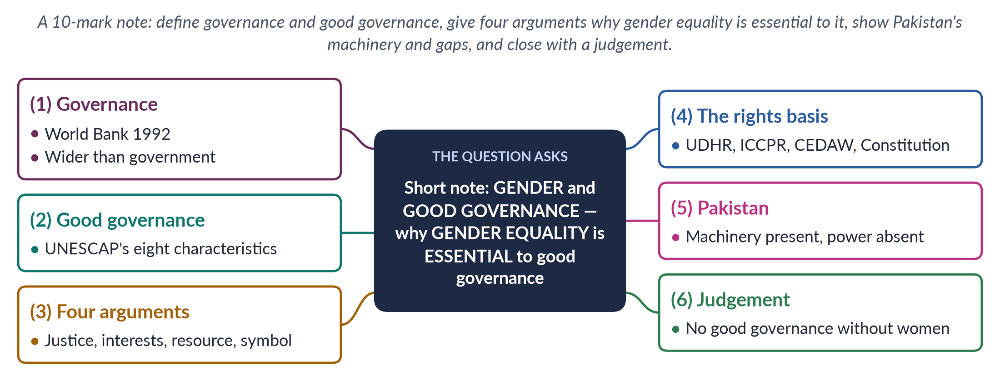 A 10-mark note: define governance and good governance, give four arguments why gender equality is essential to it, show Pakistan's
machinery and gaps, and close with a judgement.
(1) Governance
• World Bank 1992
• Wider than government
(2) Good governance
• UNESCAP's eight characteristics
(3) Four arguments
• Justice, interests, resource, symbol
THE QUESTION ASKS
Short note: GENDER and
GOOD GOVERNANCE —
why GENDER EQUALITY is
ESSENTIAL to good
governance
(4) The rights basis
• UDHR, ICCPR, CEDAW, Constitution
(5) Pakistan
• Machinery present, power absent
(6) Judgement
• No good governance without women